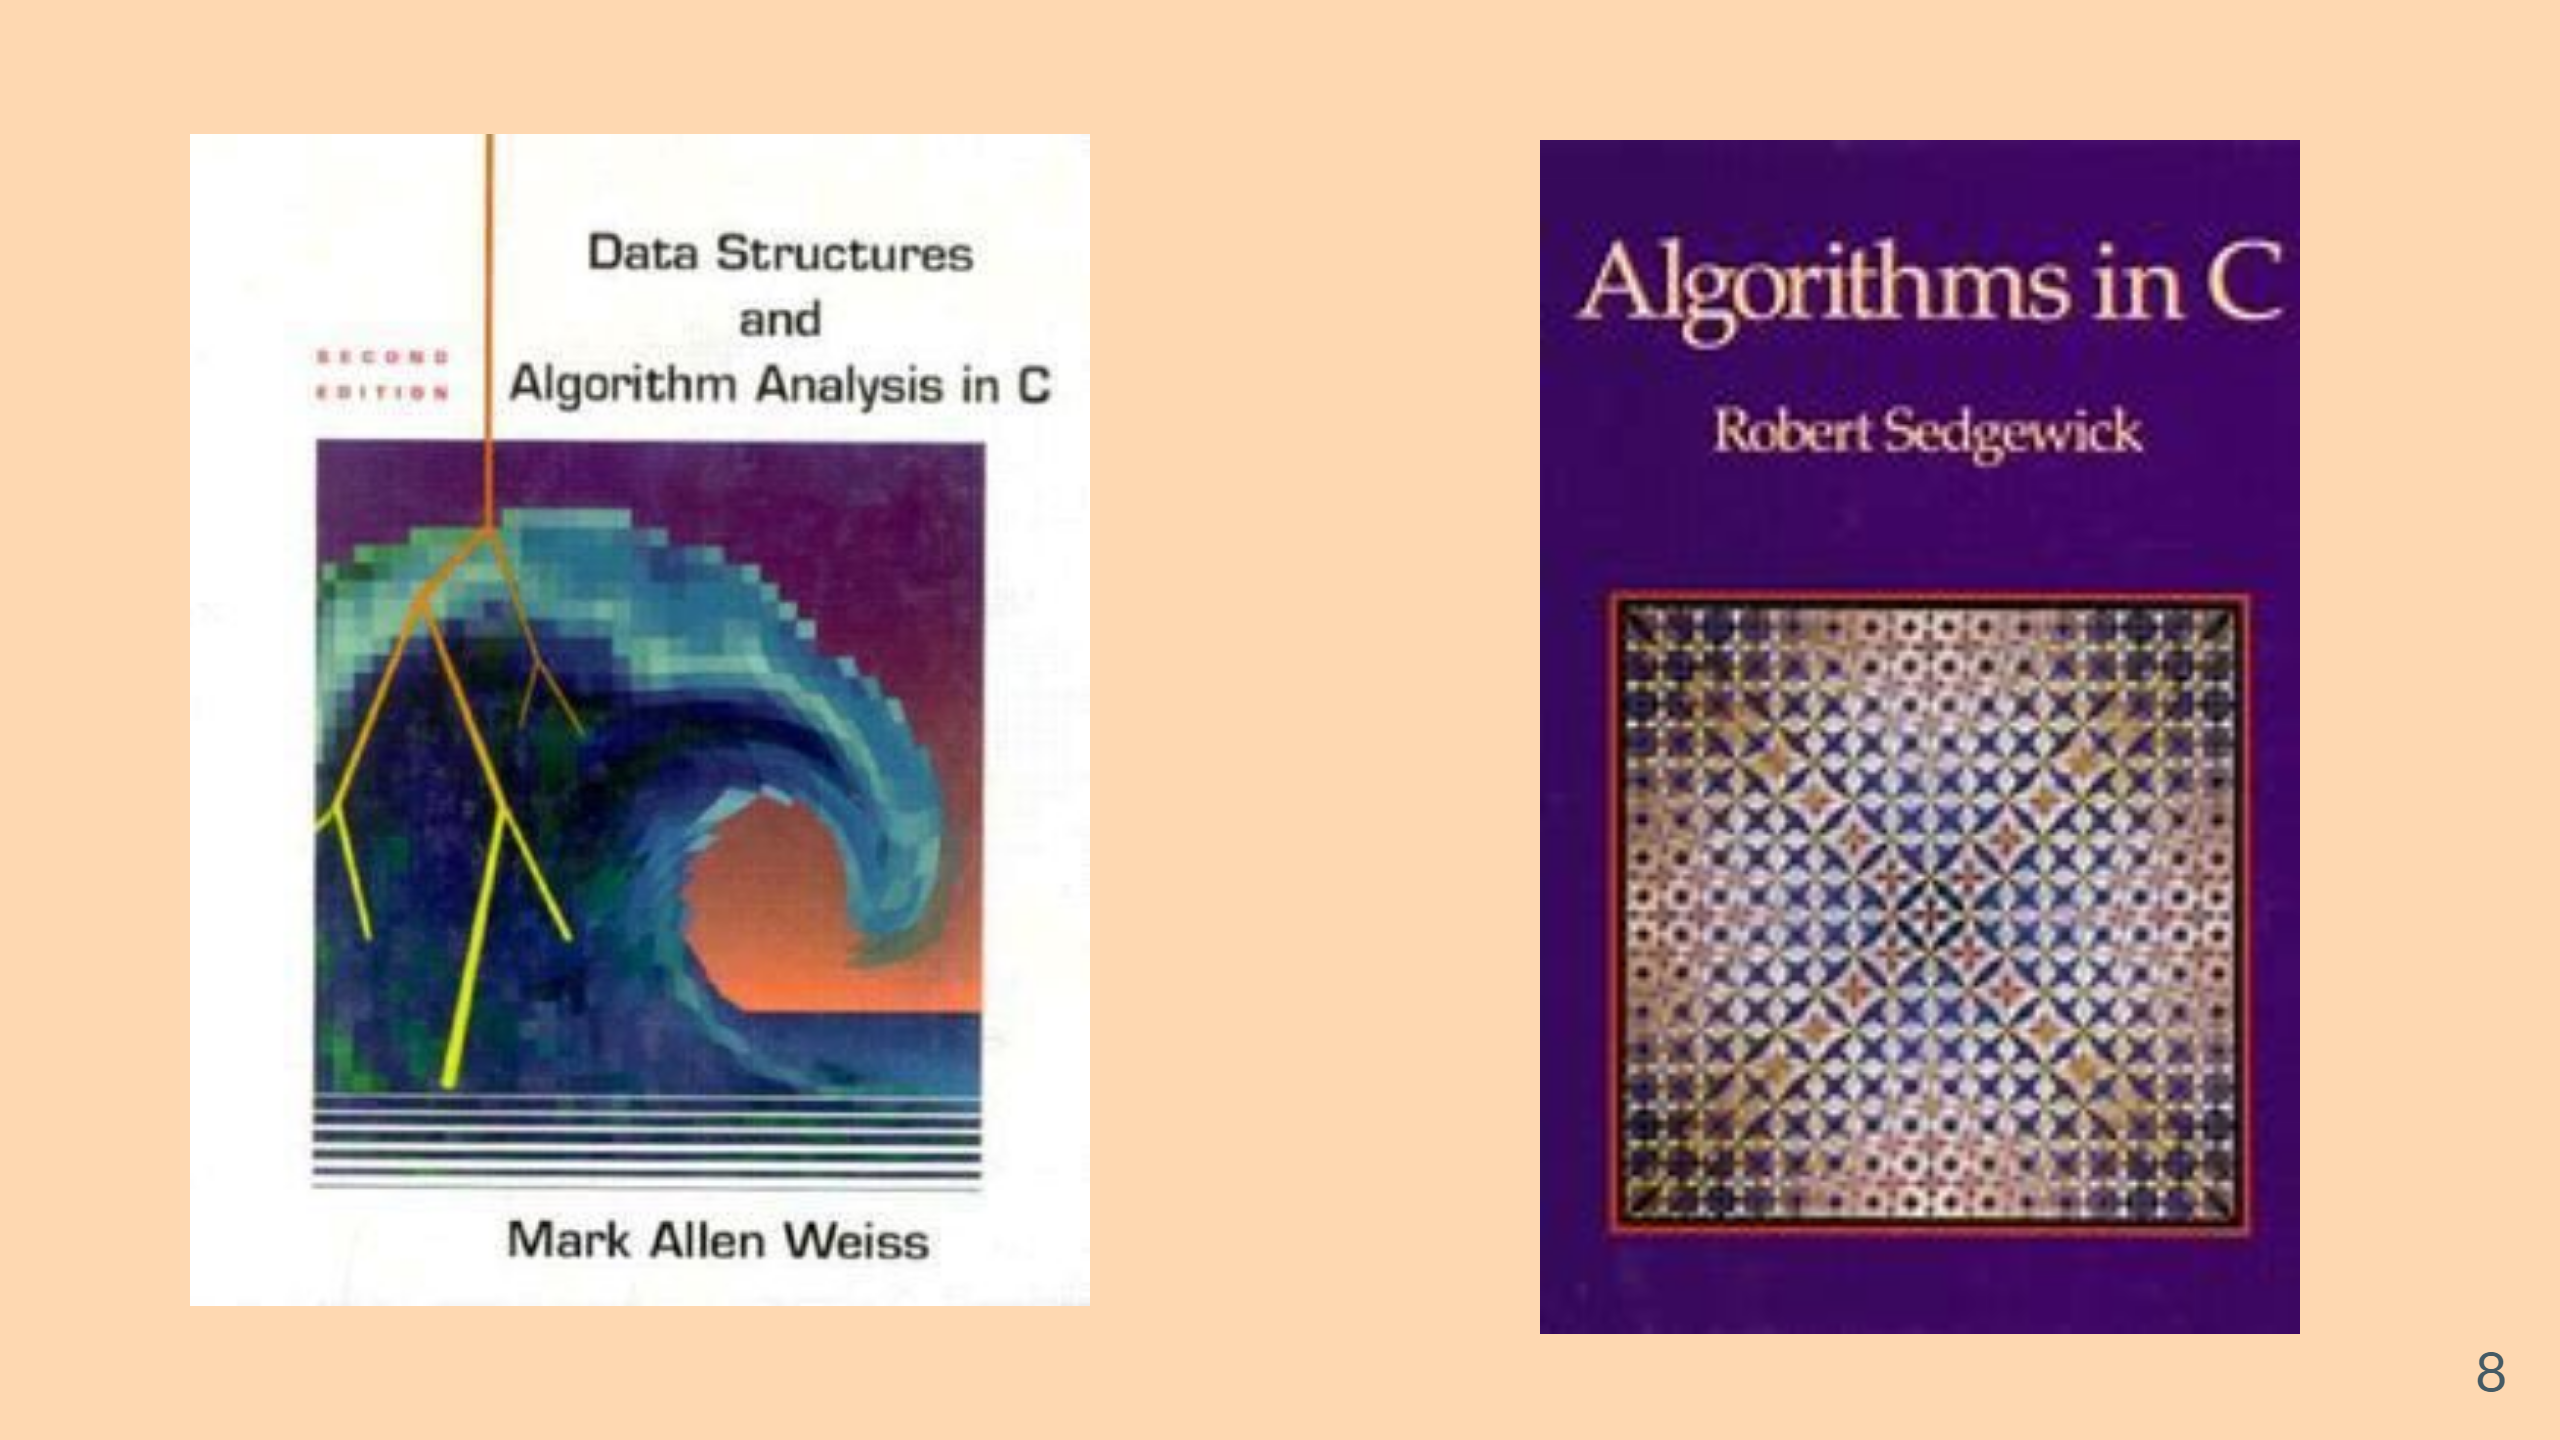 Data Structures
and
Algorithm Analysis in C
SECOND
EDITION
Mark Allen Weiss
Algorithms in C
Robert Sedgewick
8